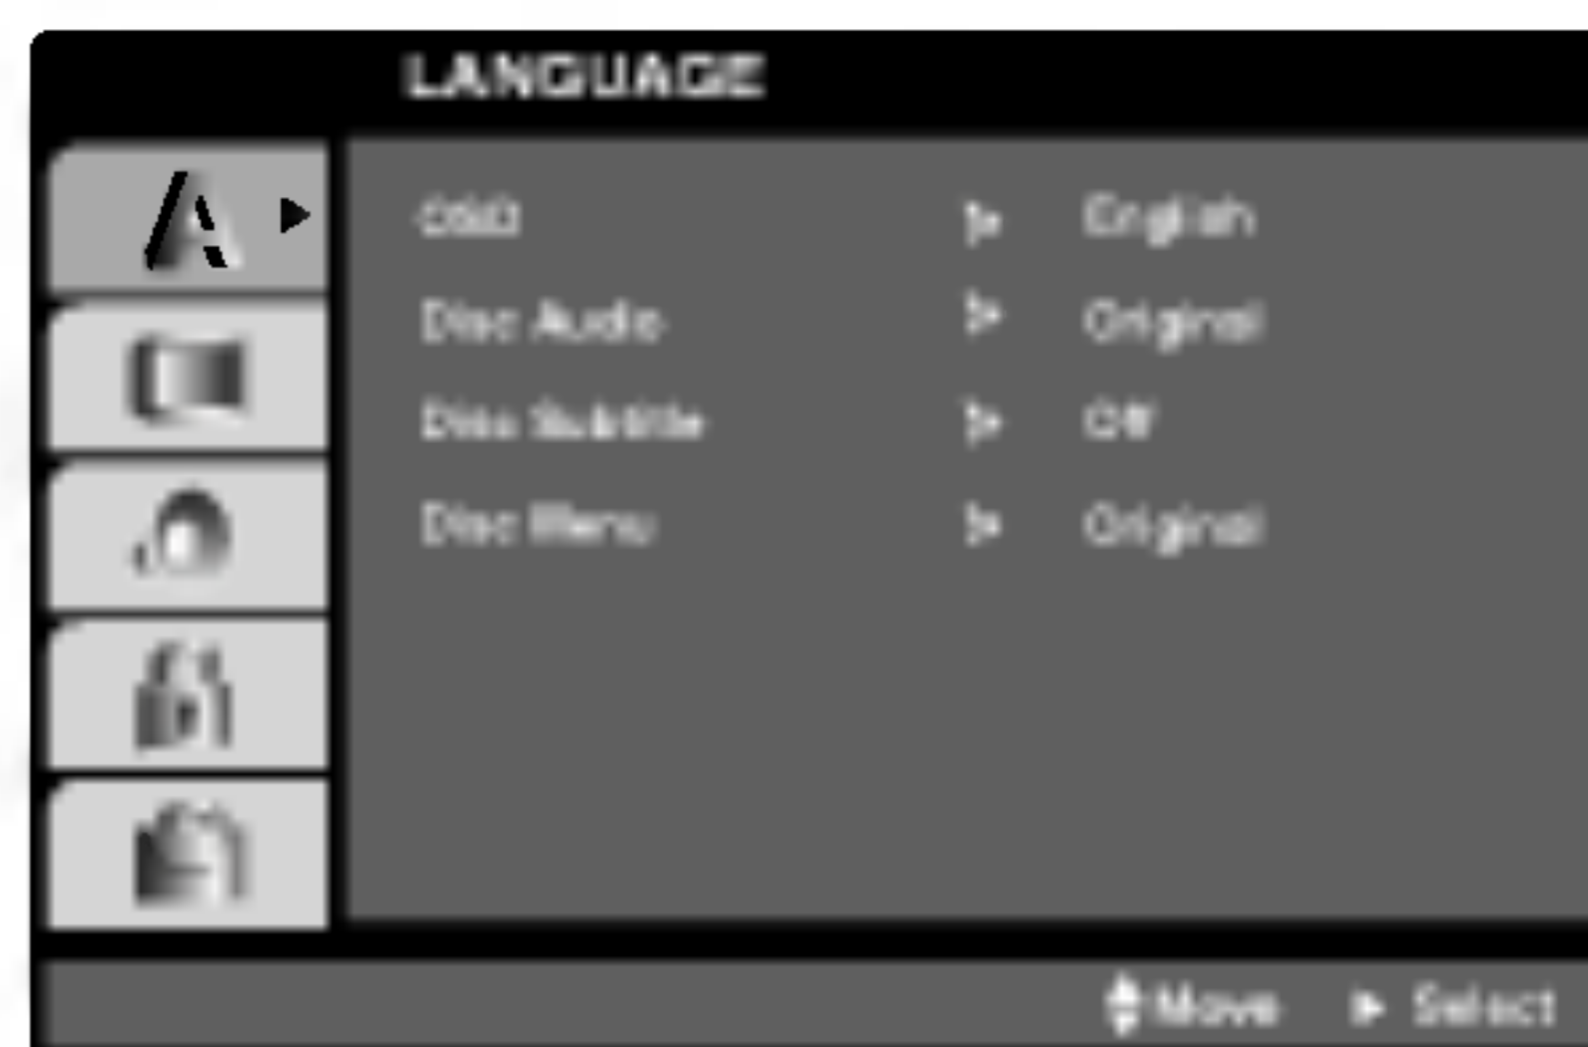 LANGUAGE
OSD English
Disc Audio Original
Disc Subtitle Off
Disc Menu Original
Move Select